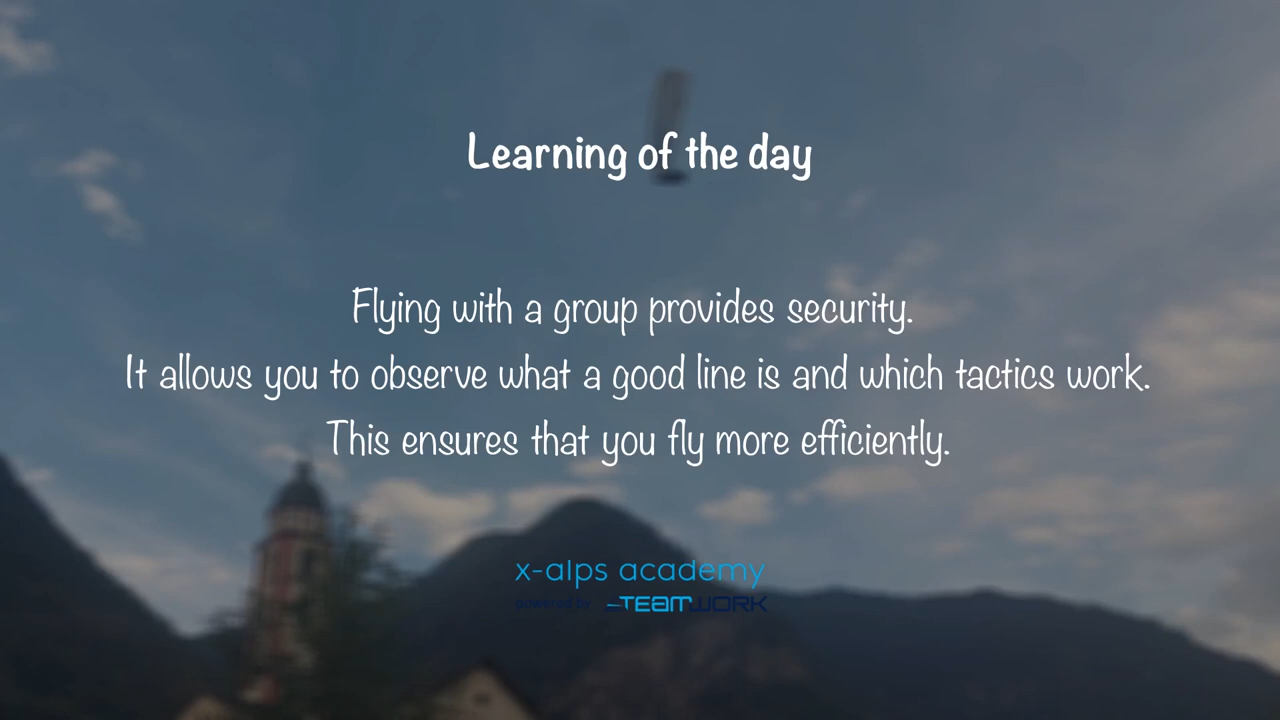 Learning of the day
Flying with a group provides security.
It allows you to observe what a good line is and which tactics work.
This ensures that you fly more efficiently.
x-alps academy
powered by TEAMWORK